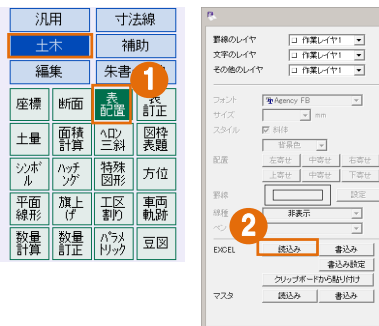 汎用 寸法線
土木 補助
編集 朱書
1
座標 断面 表配置 表訂正
土量 面積計算 ヘロン三斜 図枠表題
シンボル ハッチング 特殊図形 方位
平面線形 旗上げ 工区割り 車両軌跡
数量計算 数量訂正 パラメトリック 豆図
罫線のレイヤ ロ 作業レイヤ1
文字のレイヤ ロ 作業レイヤ1
その他のレイヤ ロ 作業レイヤ1
フォント Agency FB
サイズ mm
スタイル 斜体
背景色
配置 左寄せ 中寄せ 右寄せ
上寄せ 中寄せ 下寄せ
罫線 設定
線種 非表示
ペン
2
EXCEL 読込み 書込み
書込み設定
クリップボードから貼り付け
マスタ 読込み 書込み